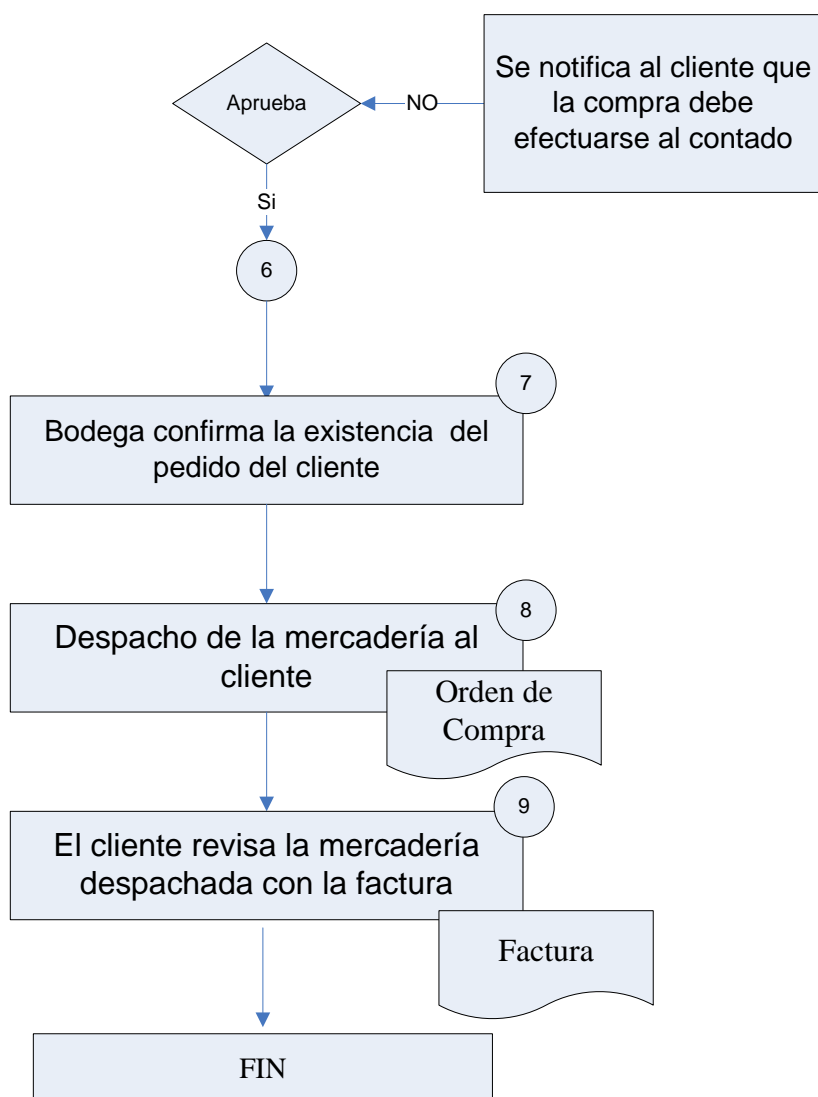 Aprueba
NO
Se notifica al cliente que
la compra debe
efectuarse al contado
Si
6
7
Bodega confirma la existencia del
pedido del cliente
8
Despacho de la mercadería al
cliente
Orden de
Compra
9
El cliente revisa la mercadería
despachada con la factura
Factura
FIN